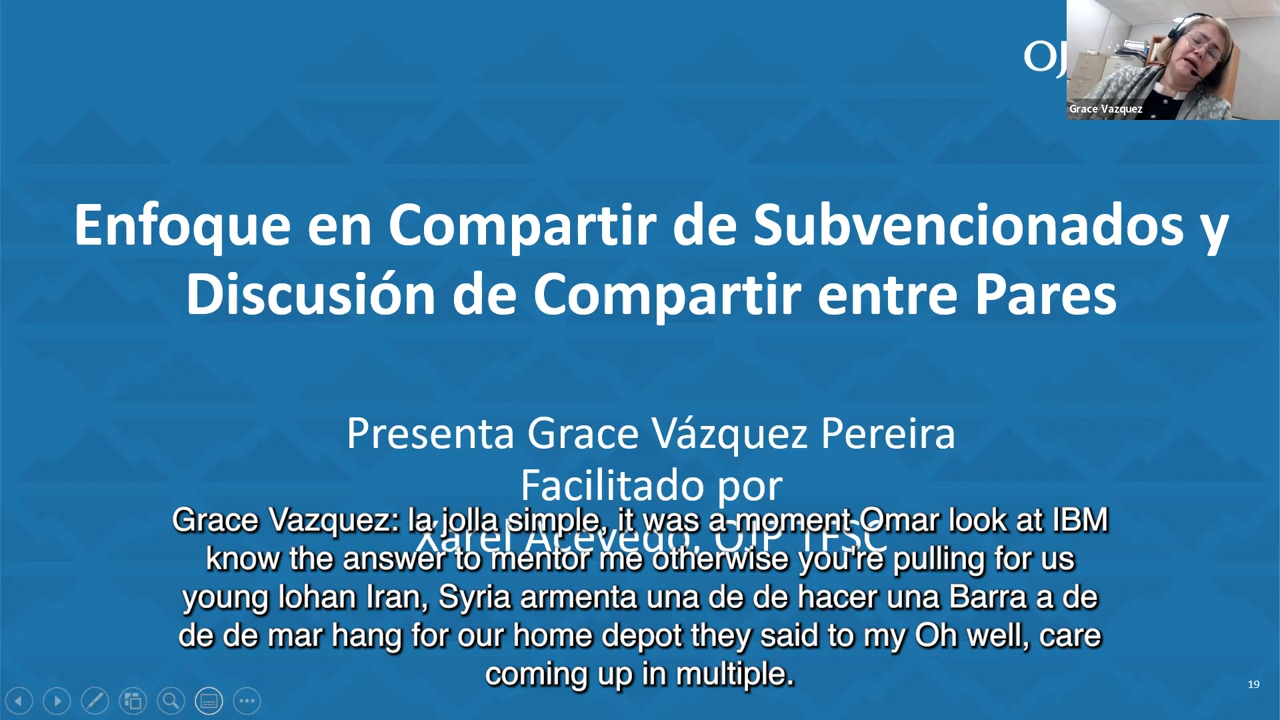 OJ
Grace Vazquez
Enfoque en Compartir de Subvencionados y
Discusión de Compartir entre Pares
Presenta Grace Vázquez Pereira
Facilitado por
Xarel Acevedo, OJP TFSC
Grace Vazquez: la jolla simple, it was a moment Omar look at IBM
know the answer to mentor me otherwise you're pulling for us
young lohan Iran, Syria armenta una de de hacer una Barra a de
de de mar hang for our home depot they said to my Oh well, care
coming up in multiple.
19